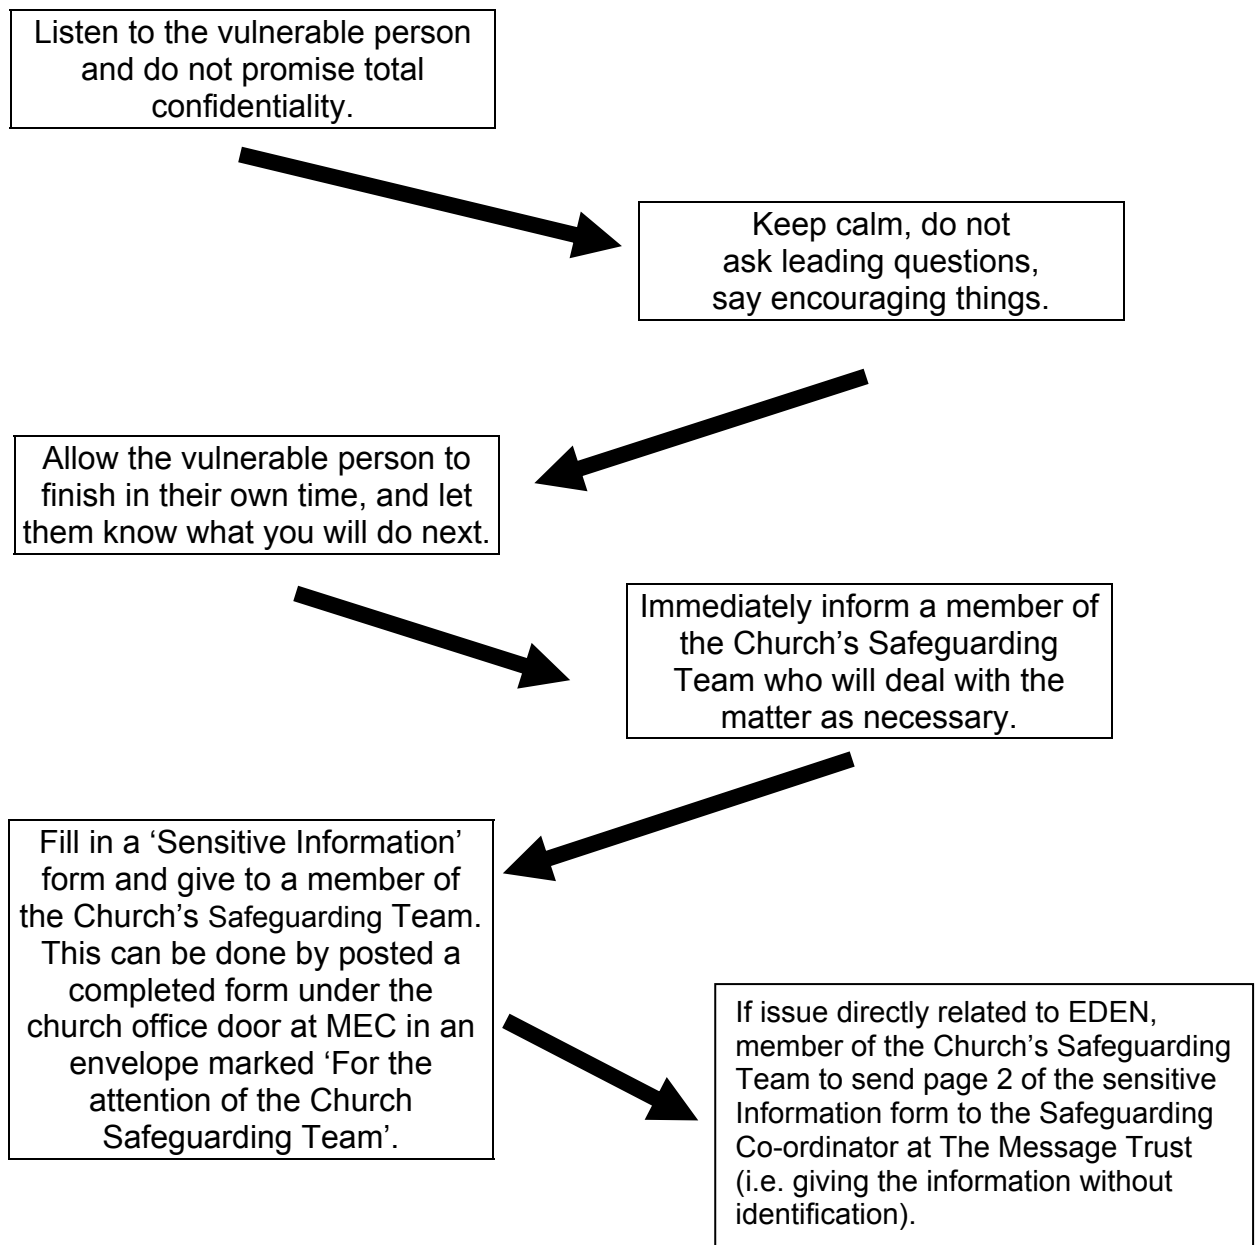 Listen to the vulnerable person
and do not promise total
confidentiality.
Keep calm, do not
ask leading questions,
say encouraging things.
Allow the vulnerable person to
finish in their own time, and let
them know what you will do next.
Immediately inform a member of
the Church’s Safeguarding
Team who will deal with the
matter as necessary.
Fill in a ‘Sensitive Information’
form and give to a member of
the Church’s Safeguarding Team.
This can be done by posted a
completed form under the
church office door at MEC in an
envelope marked ‘For the
attention of the Church
Safeguarding Team’.
If issue directly related to EDEN,
member of the Church’s Safeguarding
Team to send page 2 of the sensitive
Information form to the Safeguarding
Co-ordinator at The Message Trust
(i.e. giving the information without
identification).